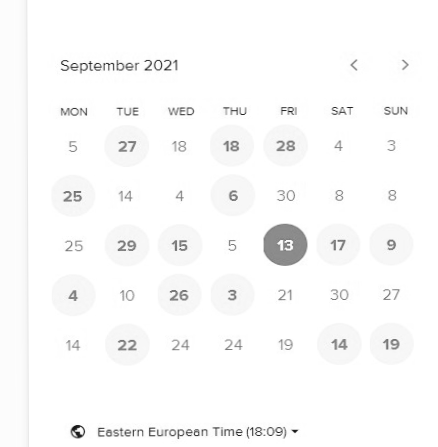 September 2021
MON TUE WED THU FRI SAT SUN
5 27 18 18 28 4 3
25 14 4 6 30 8 8
25 29 15 5 13 17 9
4 10 26 3 21 30 27
14 22 24 24 19 14 19
Eastern European Time (18:09)